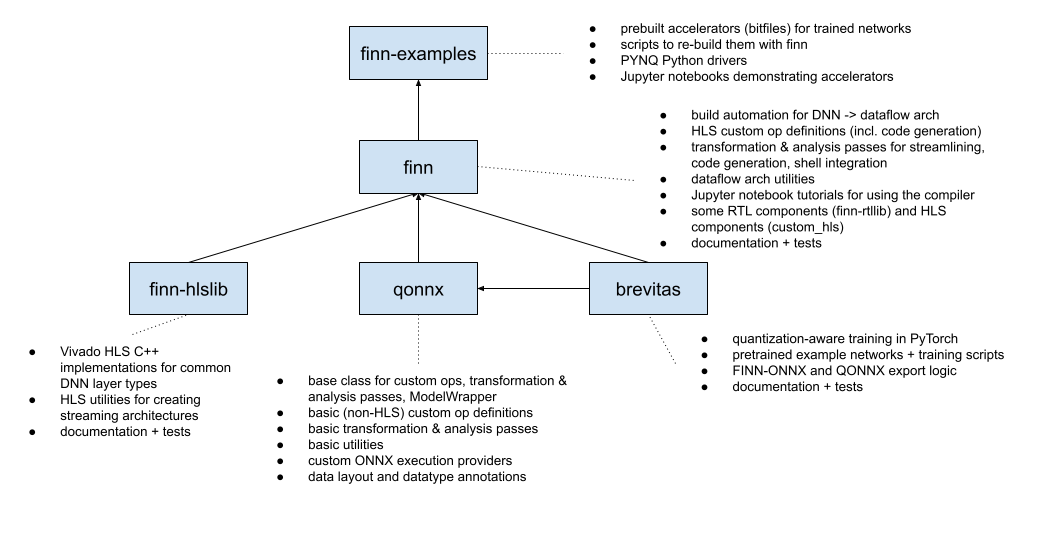 finn-examples
● prebuilt accelerators (bitfiles) for trained networks
● scripts to re-build them with finn
● PYNQ Python drivers
● Jupyter notebooks demonstrating accelerators
finn
● build automation for DNN -> dataflow arch
● HLS custom op definitions (incl. code generation)
● transformation & analysis passes for streamlining,
code generation, shell integration
● dataflow arch utilities
● Jupyter notebook tutorials for using the compiler
● some RTL components (finn-rtllib) and HLS
components (custom_hls)
● documentation + tests
finn-hlslib
● Vivado HLS C++
implementations for common
DNN layer types
● HLS utilities for creating
streaming architectures
● documentation + tests
qonnx
● base class for custom ops, transformation &
analysis passes, ModelWrapper
● basic (non-HLS) custom op definitions
● basic transformation & analysis passes
● basic utilities
● custom ONNX execution providers
● data layout and datatype annotations
brevitas
● quantization-aware training in PyTorch
● pretrained example networks + training scripts
● FINN-ONNX and QONNX export logic
● documentation + tests